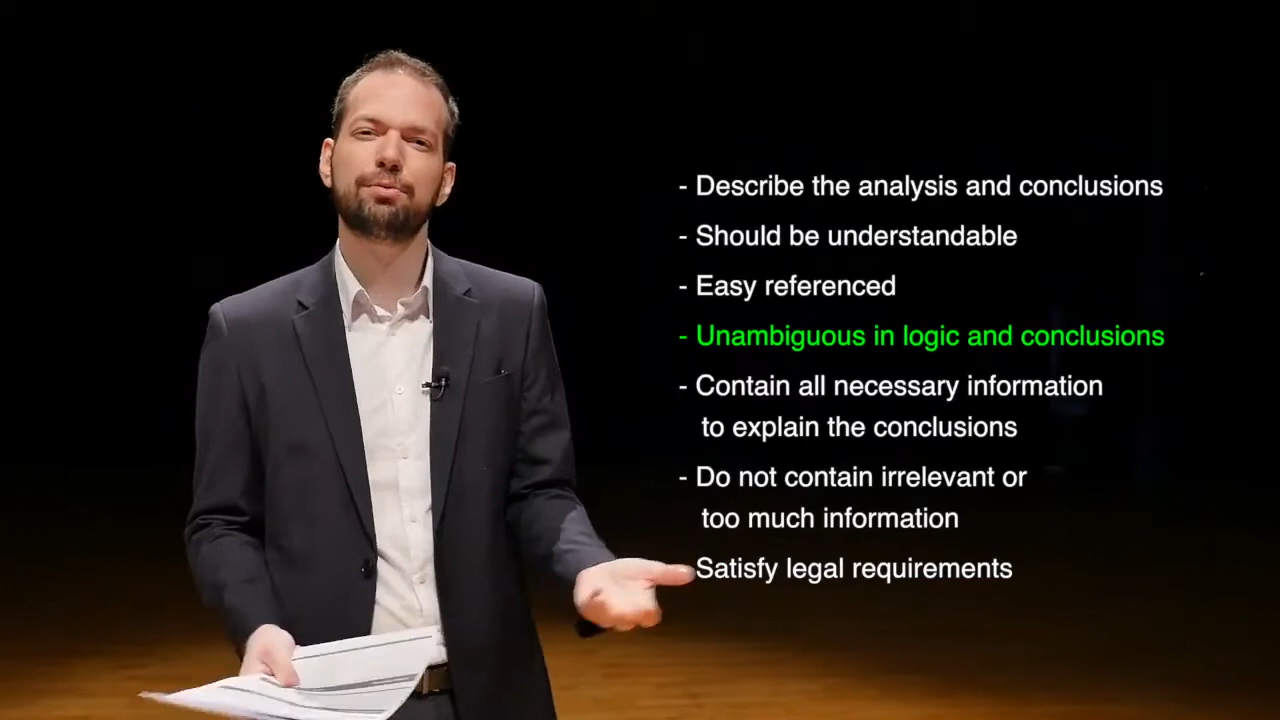 - Describe the analysis and conclusions
- Should be understandable
- Easy referenced
- Unambiguous in logic and conclusions
- Contain all necessary information
to explain the conclusions
- Do not contain irrelevant or
too much information
Satisfy legal requirements